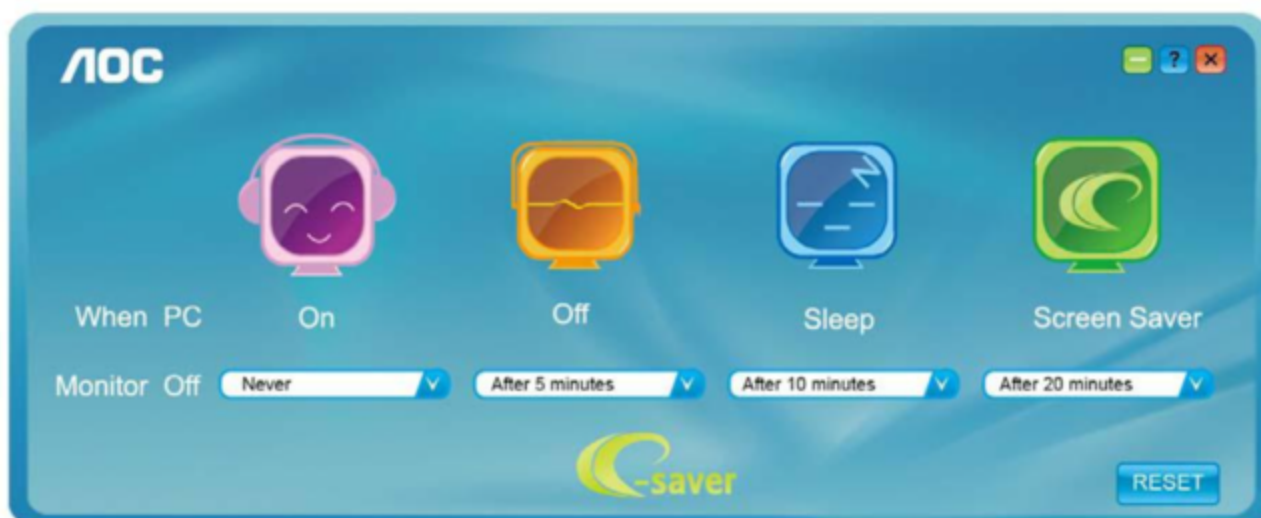 AOC
?
When PC On Off Sleep Screen Saver
Monitor Off Never After 5 minutes After 10 minutes After 20 minutes
e-saver
RESET